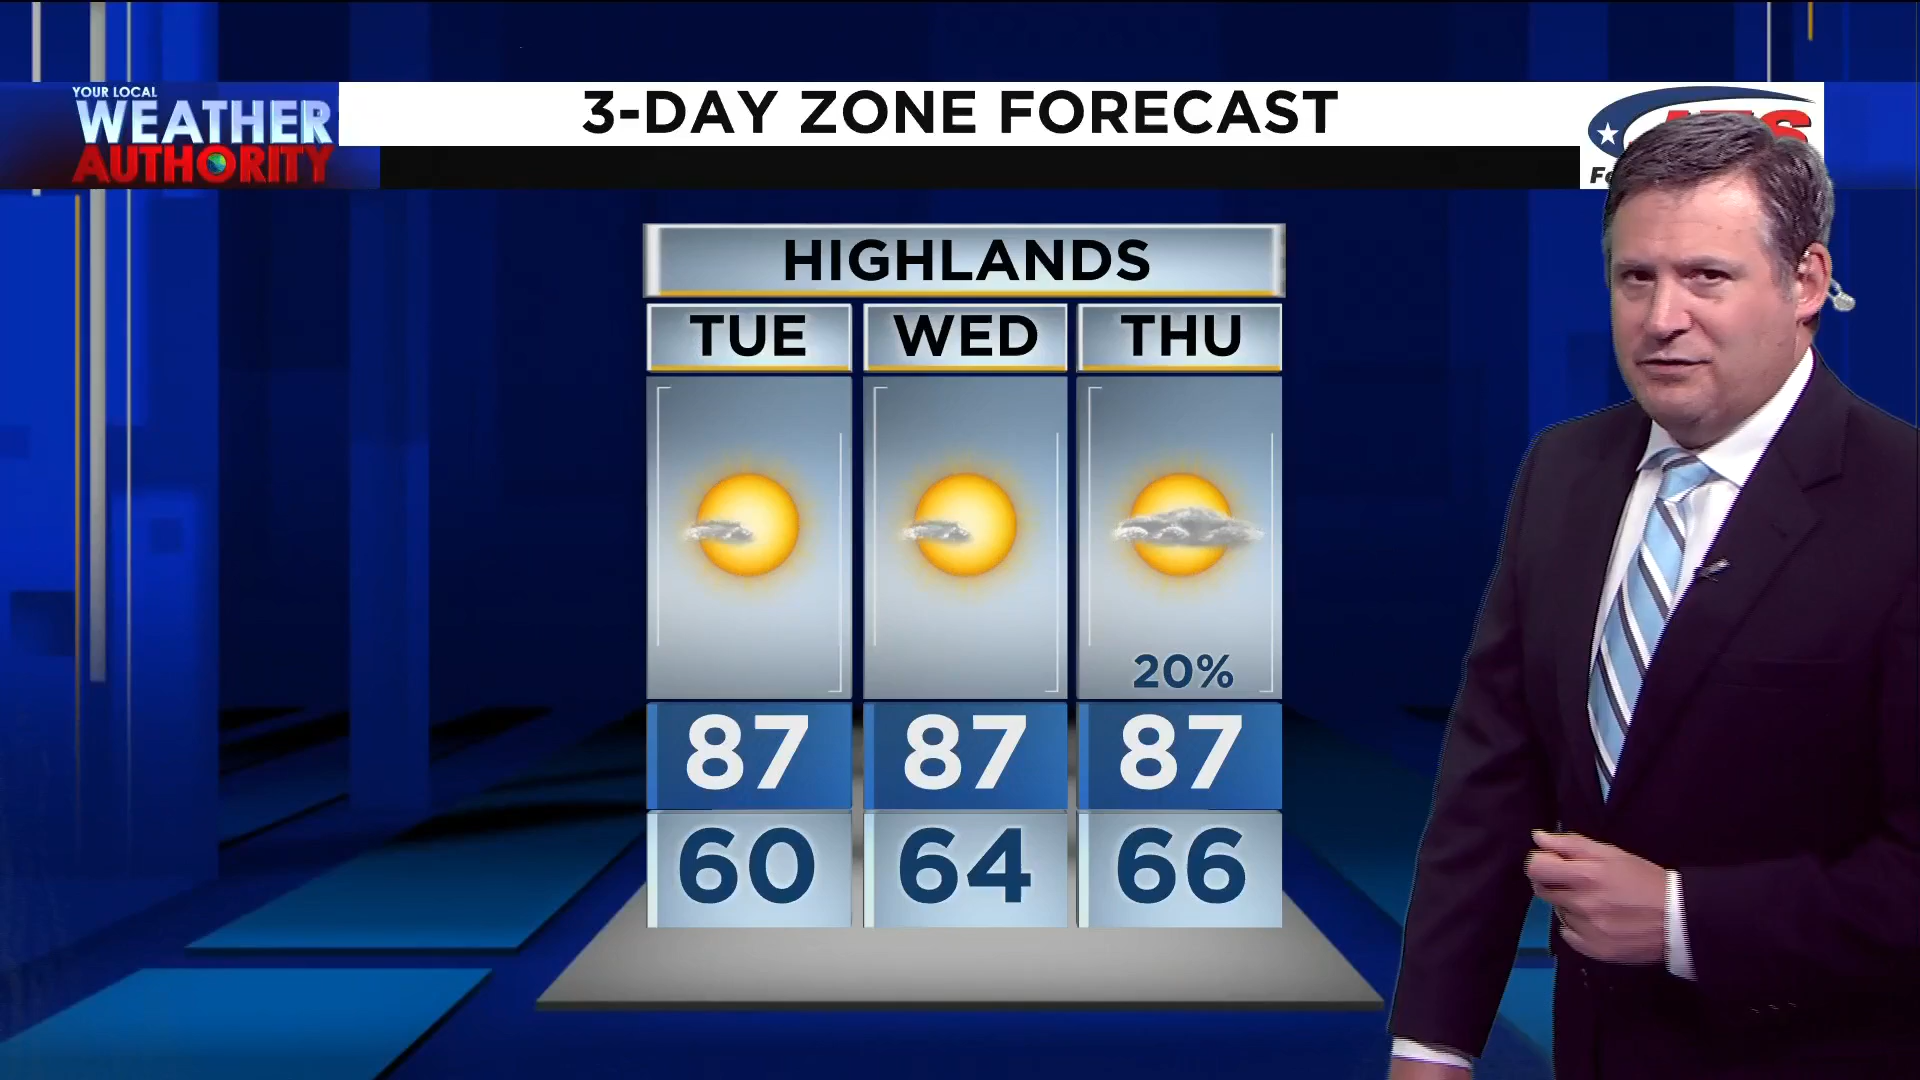 YOUR LOCAL
WEATHER
AUTHORITY
3-DAY ZONE FORECAST
HIGHLANDS
TUE WED THU
20%
87 87 87
60 64 66